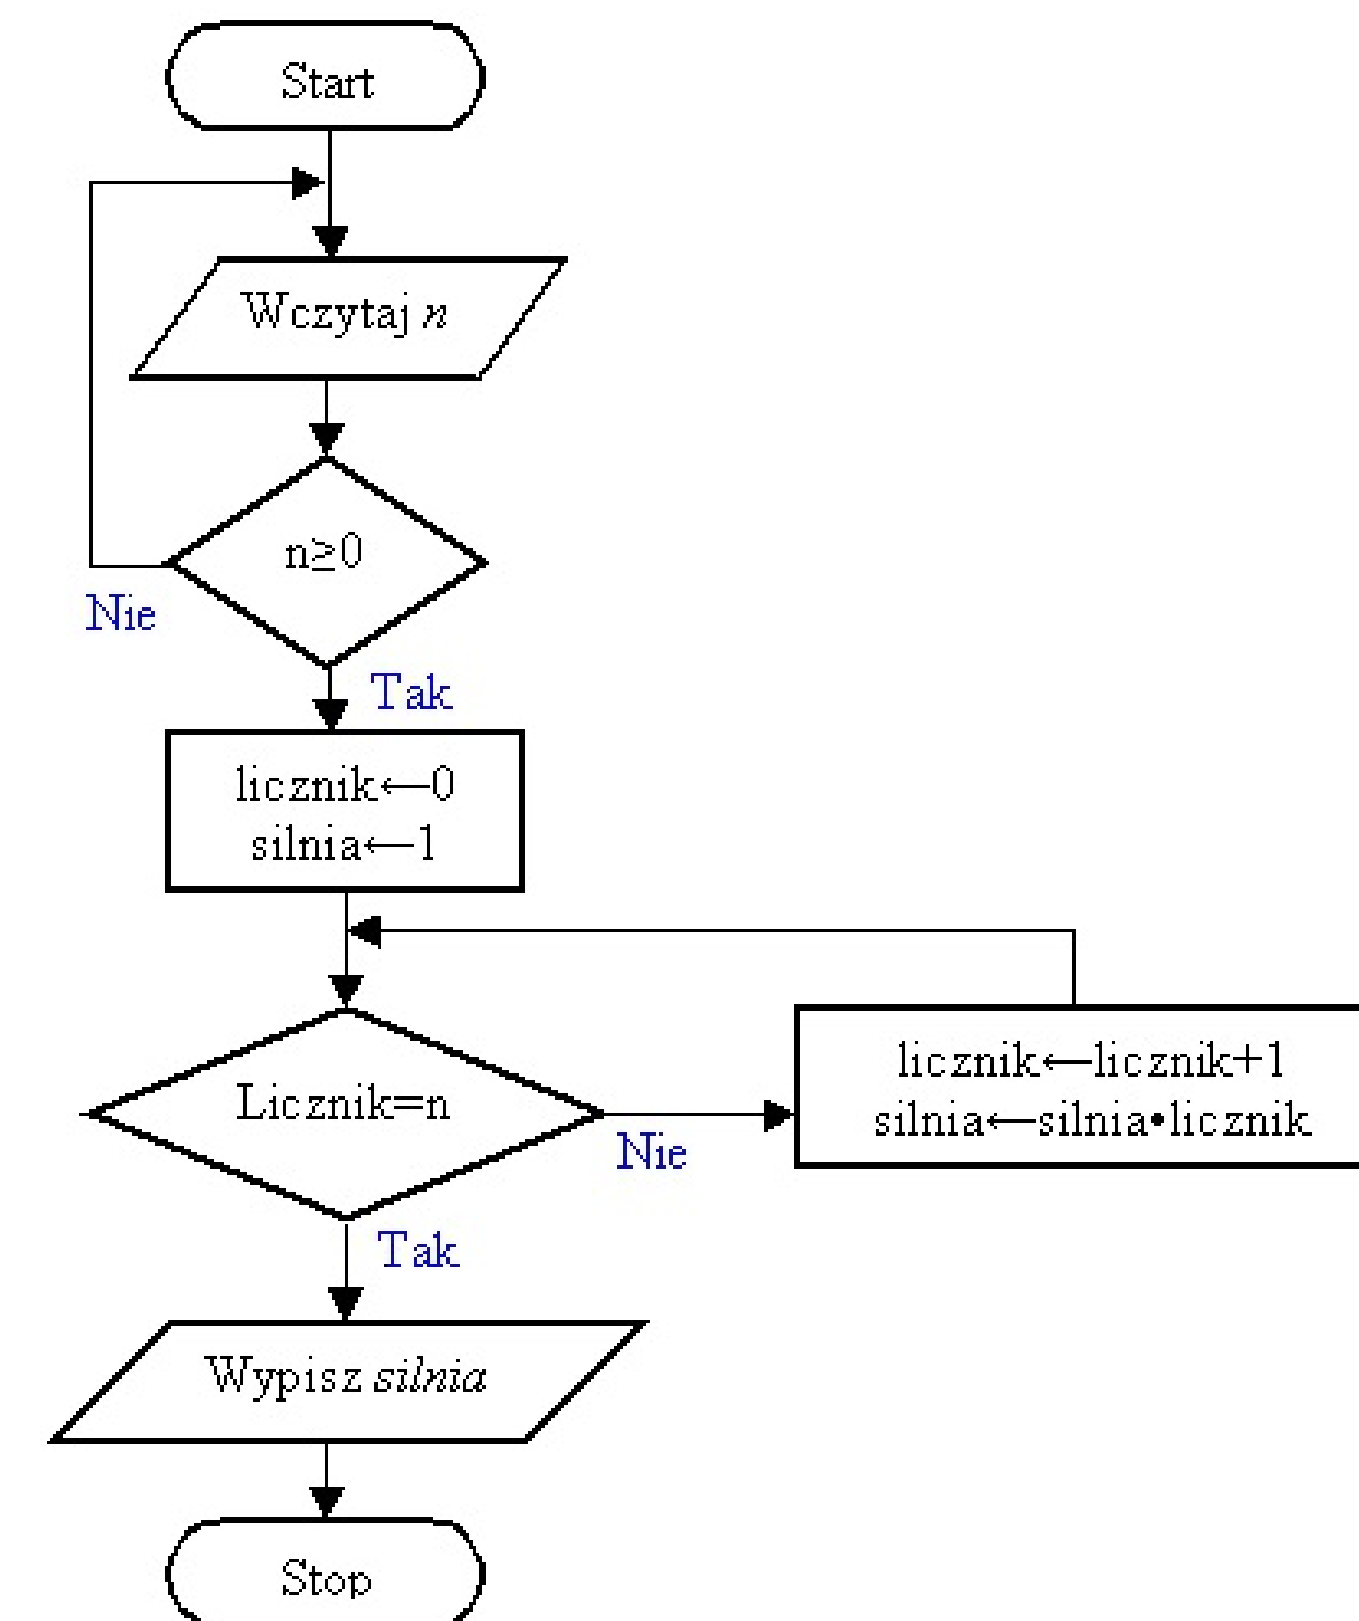 Start
Wczytaj n
n≥0
Nie
Tak
licznik←0
silnia←1
Licznik=n
Nie
licznik←licznik+1
silnia←silnia•licznik
Tak
Wypisz silnia
Stop